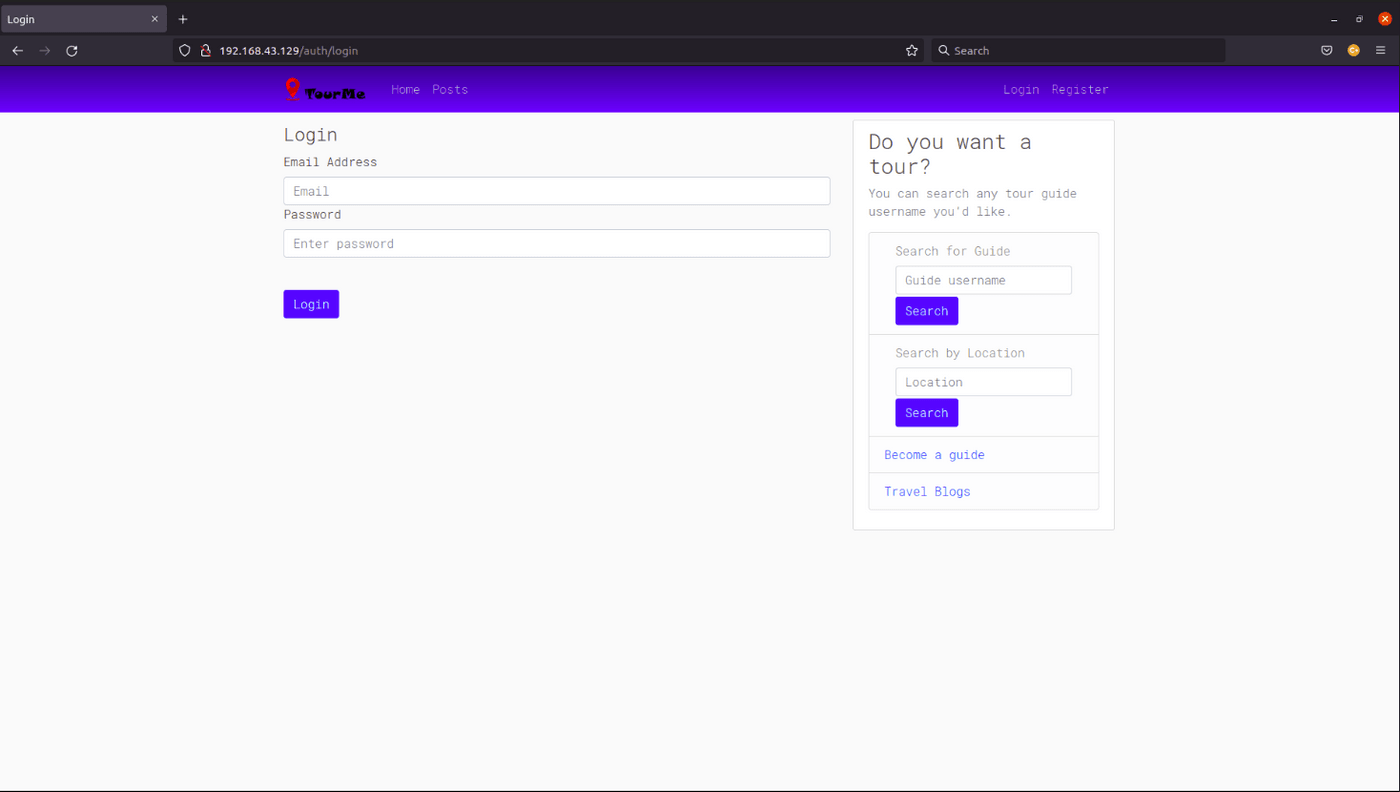 Login
192.168.43.129/auth/login
Search
TourMe
Home Posts
Login Register
Login
Email Address
Email
Password
Enter password
Login
Do you want a
tour?
You can search any tour guide
username you'd like.
Search for Guide
Guide username
Search
Search by Location
Location
Search
Become a guide
Travel Blogs